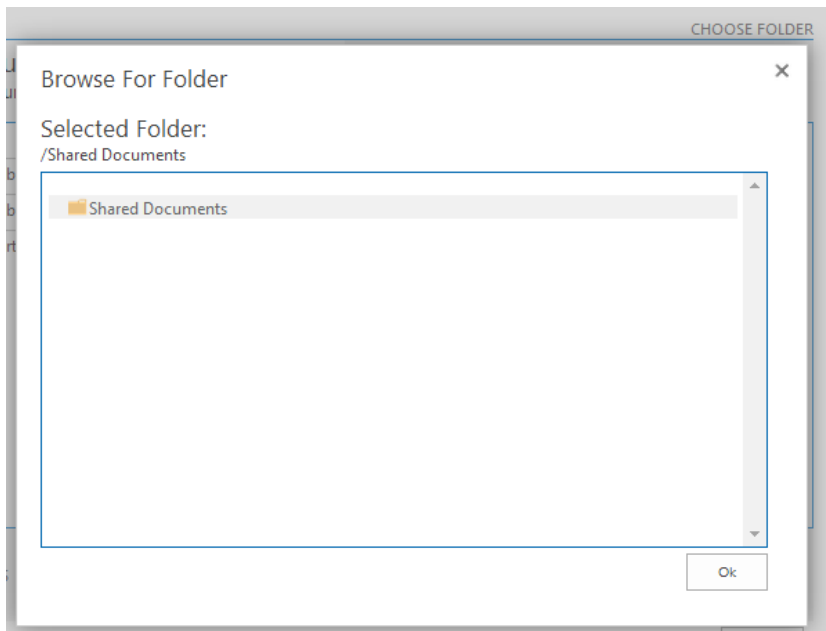 CHOOSE FOLDER
Browse For Folder
Selected Folder:
/Shared Documents
Shared Documents
Ok